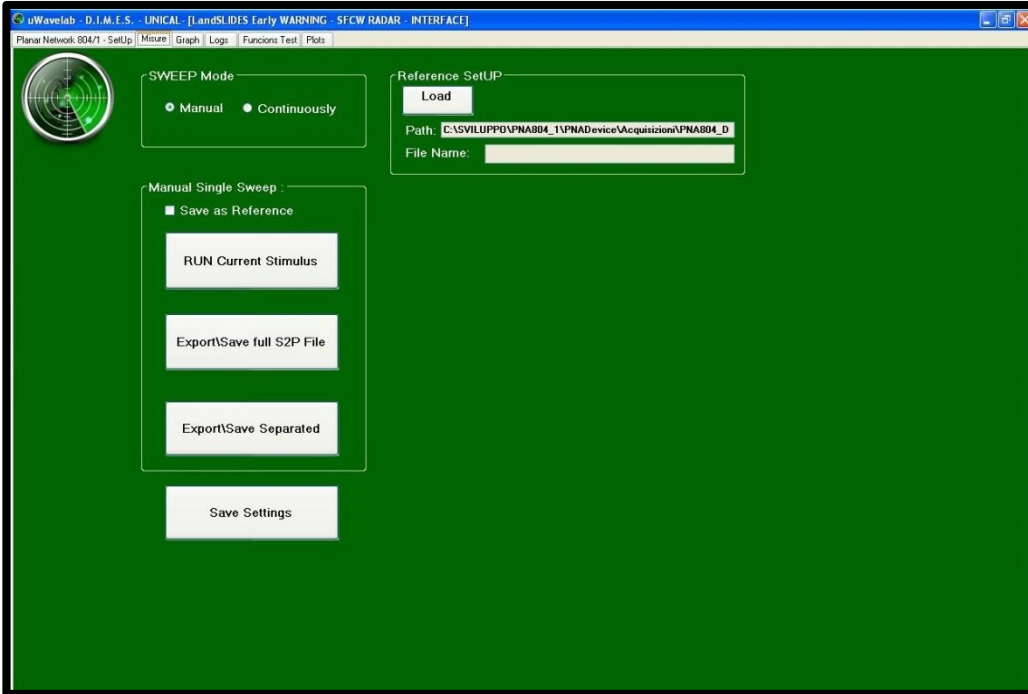 uWavelab - D.I.M.E.S. - UNICAL- [LandSLIDES Early WARNING - SFCW RADAR - INTERFACE]
Planar Network 804/1 - SetUp Misure Graph Logs Funcions Test Plots
SWEEP Mode
Manual Continuously
Reference SetUP
Load
Path: C:\SVILUPPO\PNA804_1\PNADevice\Acquisizioni\PNA804_D
File Name:
Manual Single Sweep :
Save as Reference
RUN Current Stimulus
Export\Save full S2P File
Export\Save Separated
Save Settings